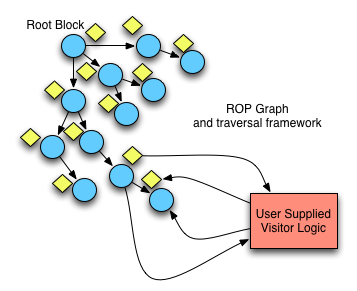 Root Block
ROP Graph
and traversal framework
User Supplied
Visitor Logic